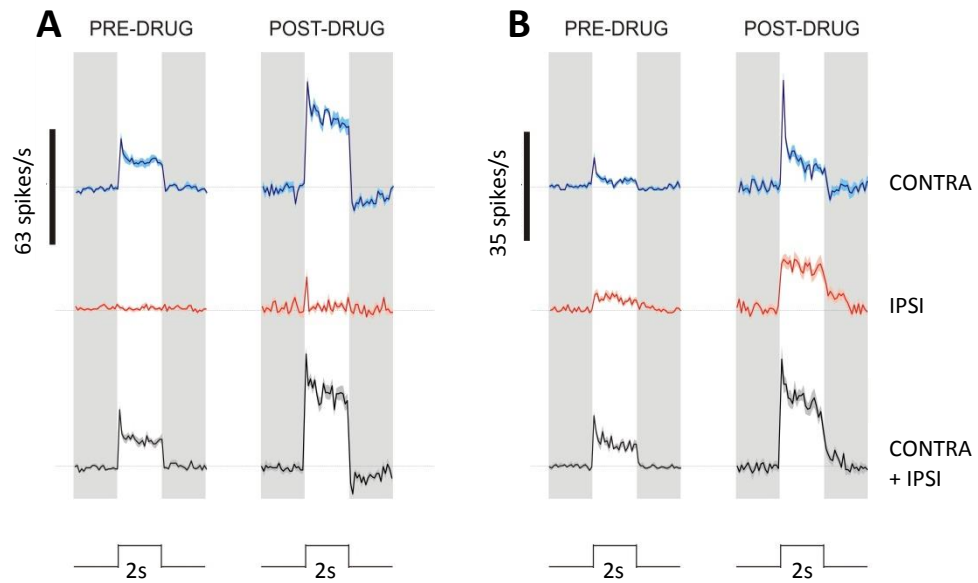 A
PRE-DRUG
POST-DRUG
B
PRE-DRUG
POST-DRUG
63 spikes/s
35 spikes/s
CONTRA
IPSI
CONTRA
+ IPSI
2s
2s
2s
2s